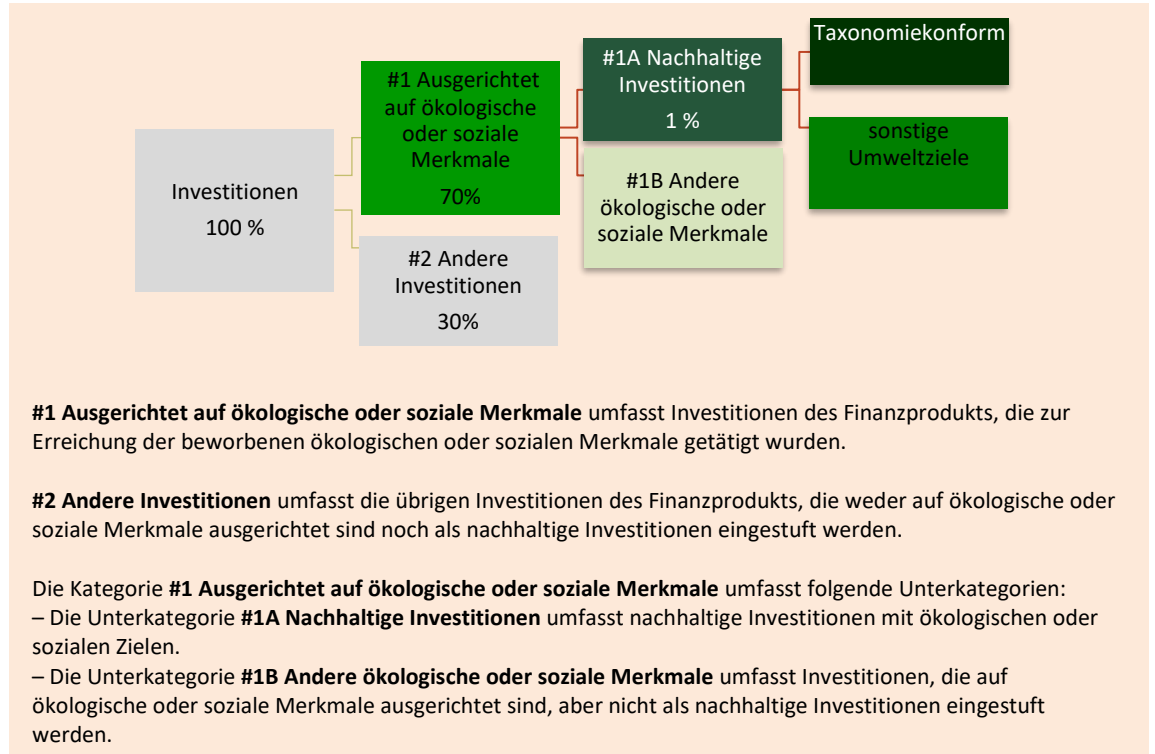 Investitionen
100 %
#1 Ausgerichtet
auf ökologische
oder soziale
Merkmale
70%
#2 Andere
Investitionen
30%
#1A Nachhaltige
Investitionen
1 %
#1B Andere
ökologische oder
soziale Merkmale
Taxonomiekonform
sonstige
Umweltziele
#1 Ausgerichtet auf ökologische oder soziale Merkmale umfasst Investitionen des Finanzprodukts, die zur
Erreichung der beworbenen ökologischen oder sozialen Merkmale getätigt wurden.
#2 Andere Investitionen umfasst die übrigen Investitionen des Finanzprodukts, die weder auf ökologische oder
soziale Merkmale ausgerichtet sind noch als nachhaltige Investitionen eingestuft werden.
Die Kategorie #1 Ausgerichtet auf ökologische oder soziale Merkmale umfasst folgende Unterkategorien:
– Die Unterkategorie #1A Nachhaltige Investitionen umfasst nachhaltige Investitionen mit ökologischen oder
sozialen Zielen.
– Die Unterkategorie #1B Andere ökologische oder soziale Merkmale umfasst Investitionen, die auf
ökologische oder soziale Merkmale ausgerichtet sind, aber nicht als nachhaltige Investitionen eingestuft
werden.